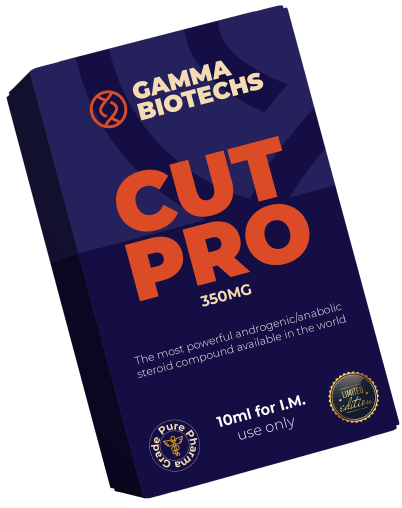 GAMMA
BIOTECHS
CUT
PRO
350MG
The most powerful androgenic/anabolic
steroid compound available in the world
10ml for I.M.
use only
Pure Pharma Grade
LIMITED
edition